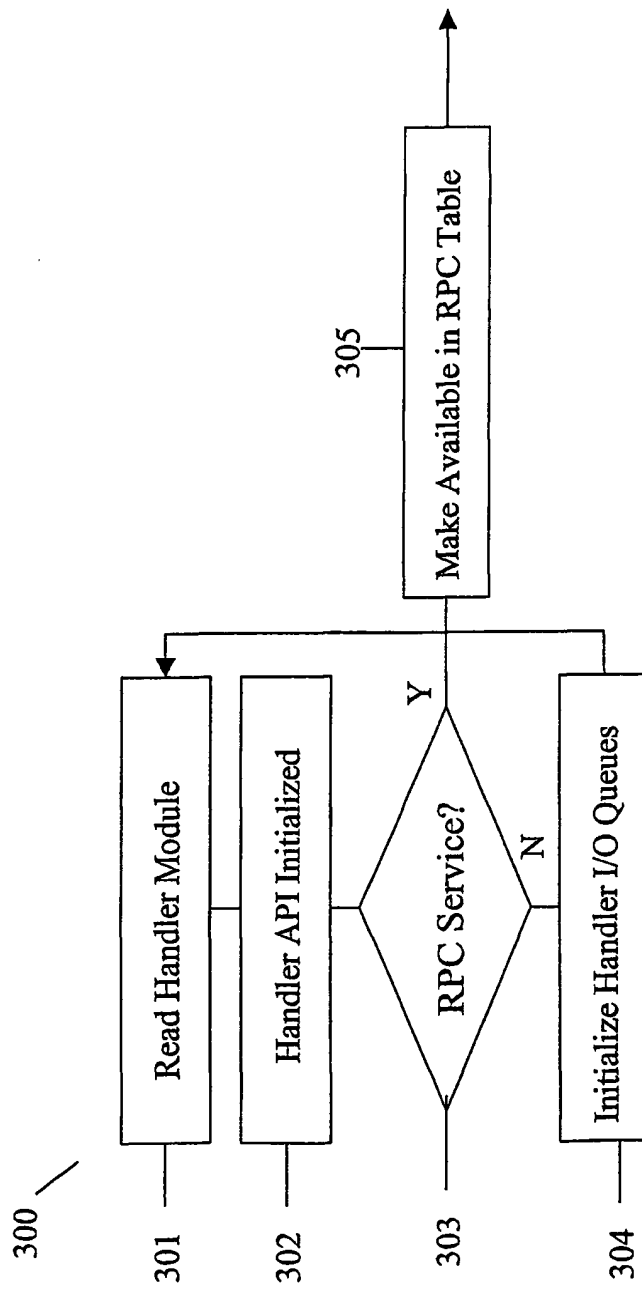 300
301
Read Handler Module
302
Handler API Initialized
303
RPC Service?
Y
N
304
Initialize Handler I/O Queues
305
Make Available in RPC Table